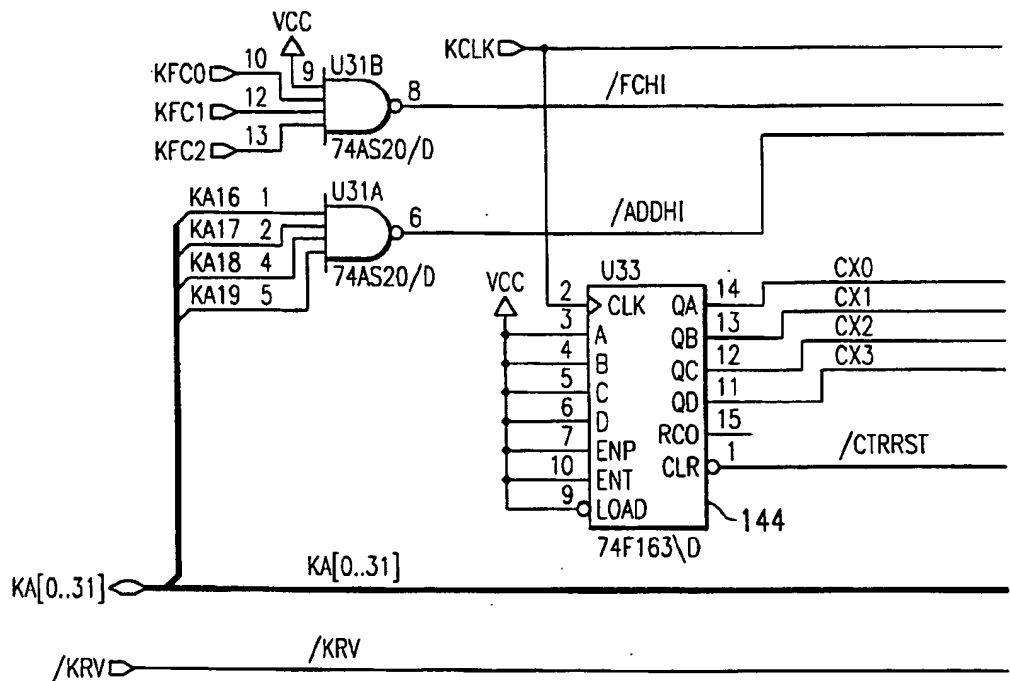 VCC
KCLK
U31B
KFC0 10 9 8 /FCHI
KFC1 12
KFC2 13
74AS20/D
U31A
KA16 1 6 /ADDHI
KA17 2
KA18 4
KA19 5
74AS20/D
VCC
U33
2 CLK QA 14 CX0
3 A QB 13 CX1
4 B QC 12 CX2
5 C QD 11 CX3
6 D RCO 15
7 ENP CLR 1 /CTRRST
10 ENT
9 LOAD
144
74F163\D
KA[0..31] KA[0..31]
/KRV /KRV